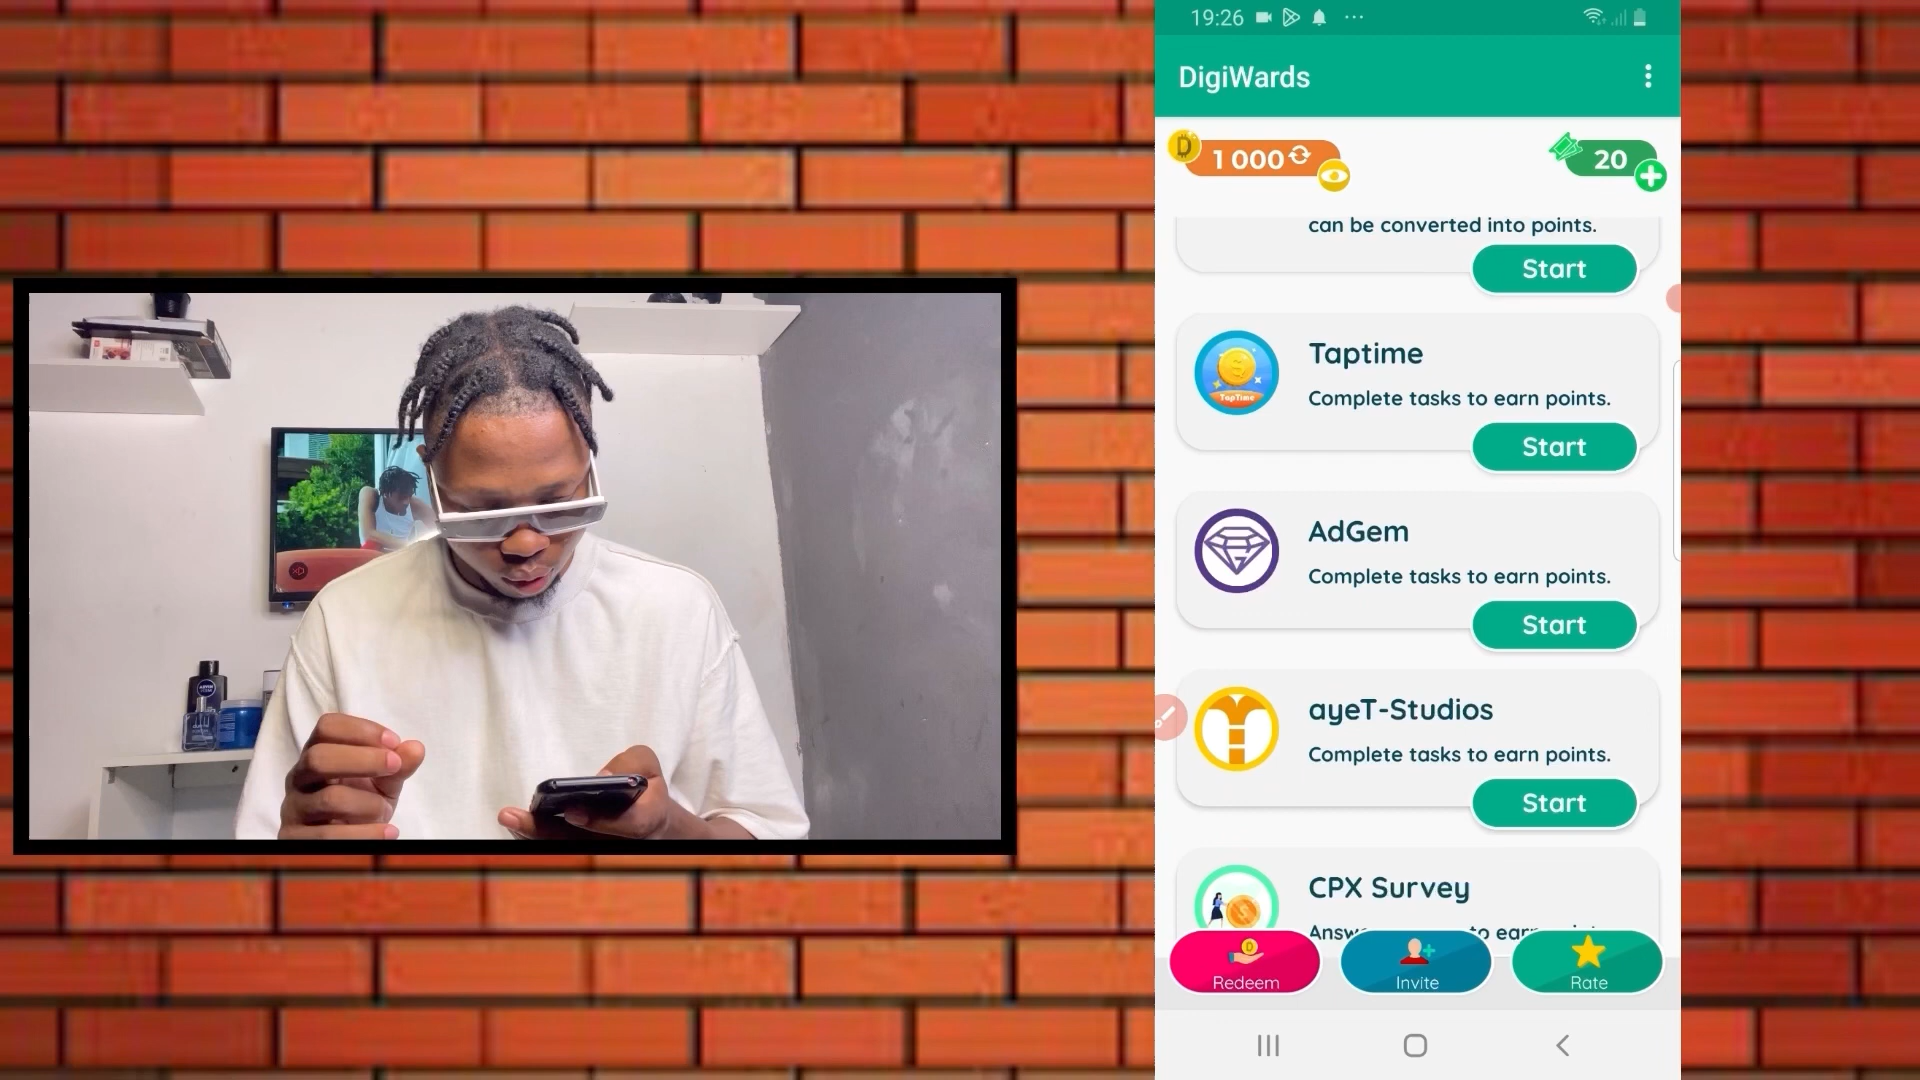 19:26
DigiWards
1 000
20
can be converted into points.
Start
Taptime
TapTime
Complete tasks to earn points.
Start
AdGem
Complete tasks to earn points.
Start
ayeT-Studios
Complete tasks to earn points.
Start
CPX Survey
Redeem
Invite
Rate